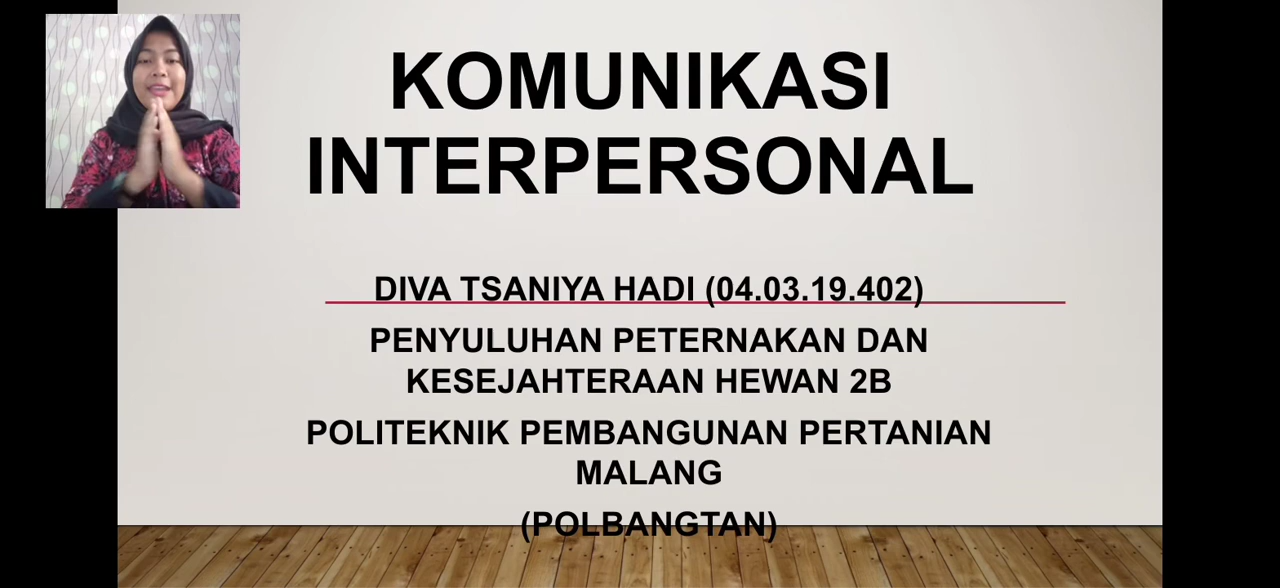 KOMUNIKASI
INTERPERSONAL
DIVA TSANIYA HADI (04.03.19.402)
PENYULUHAN PETERNAKAN DAN
KESEJAHTERAAN HEWAN 2B
POLITEKNIK PEMBANGUNAN PERTANIAN
MALANG
(POLBANGTAN)